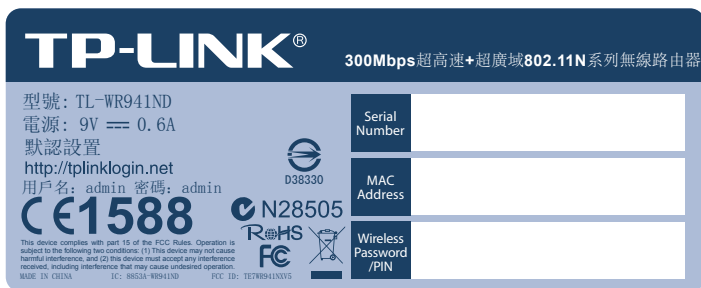 TP-LINK®
300Mbps超高速+超廣域802.11N系列無線路由器
型號: TL-WR941ND
電源: 9V 0.6A
默認設置
http://tplinklogin.net
用戶名: admin 密碼: admin
CE1588
D38330
N28505
RoHS
FC
This device complies with part 15 of the FCC Rules. Operation is
subject to the following two conditions: (1) This device may not cause
harmful interference, and (2) this device must accept any interference
received, including interference that may cause undesired operation.
MADE IN CHINA IC: 8853A-WR941ND FCC ID: TE7WR941NXV5
Serial
Number
MAC
Address
Wireless
Password
/PIN